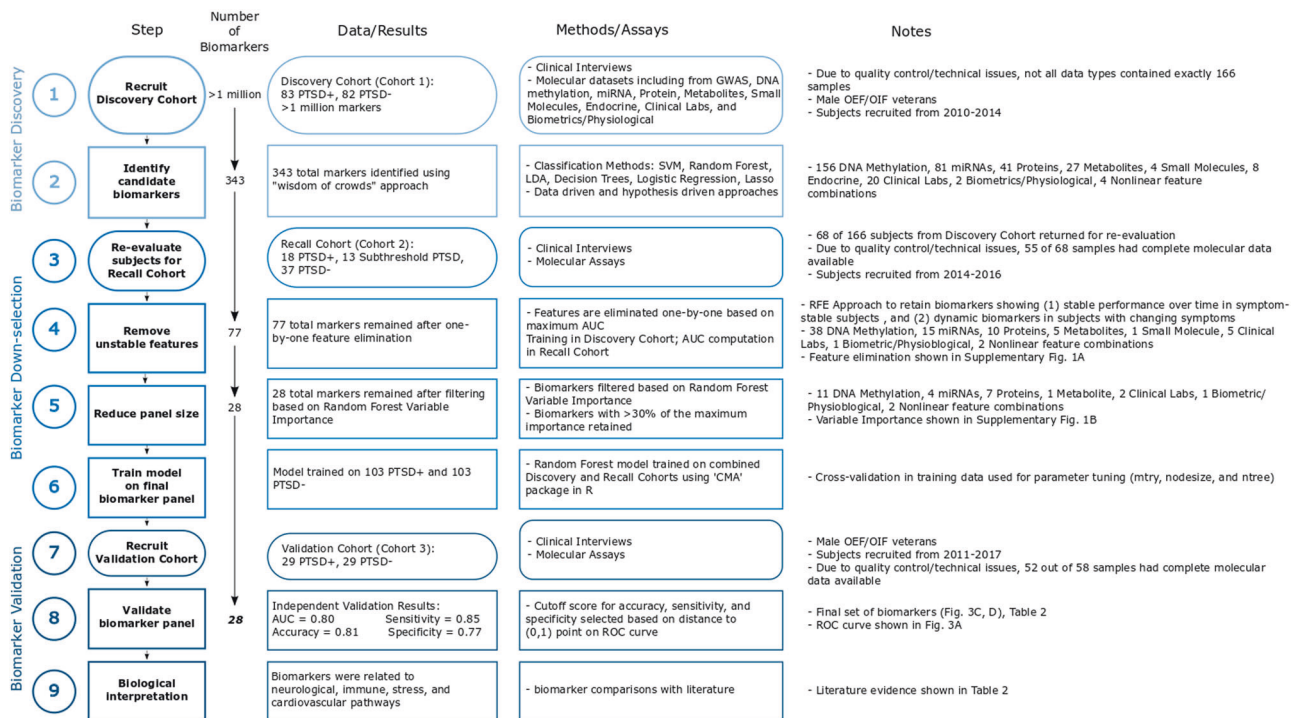 Step
Number
of
Biomarkers
Data/Results
Methods/Assays
Notes
Biomarker Discovery
1
Recruit
Discovery Cohort
>1 million
Discovery Cohort (Cohort 1):
83 PTSD+, 82 PTSD-
>1 million markers
- Clinical Interviews
- Molecular datasets including from GWAS, DNA
methylation, miRNA, Protein, Metabolites, Small
Molecules, Endocrine, Clinical Labs, and
Biometrics/Physiological
- Due to quality control/technical issues, not all data types contained exactly 166
samples
- Male OEF/OIF veterans
- Subjects recruited from 2010-2014
2
Identify
candidate
biomarkers
343
343 total markers identified using
"wisdom of crowds" approach
- Classification Methods: SVM, Random Forest,
LDA, Decision Trees, Logistic Regression, Lasso
- Data driven and hypothesis driven approaches
- 156 DNA Methylation, 81 miRNAs, 41 Proteins, 27 Metabolites, 4 Small Molecules, 8
Endocrine, 20 Clinical Labs, 2 Biometrics/Physiological, 4 Nonlinear feature
combinations
Biomarker Down-selection
3
Re-evaluate
subjects for
Recall Cohort
Recall Cohort (Cohort 2):
18 PTSD+, 13 Subthreshold PTSD,
37 PTSD-
- Clinical Interviews
- Molecular Assays
- 68 of 166 subjects from Discovery Cohort returned for re-evaluation
- Due to quality control/technical issues, 55 of 68 samples had complete molecular data
available
- Subjects recruited from 2014-2016
4
Remove
unstable features
77
77 total markers remained after one-
by-one feature elimination
- Features are eliminated one-by-one based on
maximum AUC
Training in Discovery Cohort; AUC computation
in Recall Cohort
- RFE Approach to retain biomarkers showing (1) stable performance over time in symptom-
stable subjects , and (2) dynamic biomarkers in subjects with changing symptoms
- 38 DNA Methylation, 15 miRNAs, 10 Proteins, 5 Metabolites, 1 Small Molecule, 5 Clinical
Labs, 1 Biometric/Physioblogical, 2 Nonlinear feature combinations
- Feature elimination shown in Supplementary Fig. 1A
5
Reduce panel size
28
28 total markers remained after filtering
based on Random Forest Variable
Importance
- Biomarkers filtered based on Random Forest
Variable Importance
- Biomarkers with >30% of the maximum
importance retained
- 11 DNA Methylation, 4 miRNAs, 7 Proteins, 1 Metabolite, 2 Clinical Labs, 1 Biometric/
Physioblogical, 2 Nonlinear feature combinations
- Variable Importance shown in Supplementary Fig. 1B
6
Train model
on final
biomarker panel
Model trained on 103 PTSD+ and 103
PTSD-
- Random Forest model trained on combined
Discovery and Recall Cohorts using 'CMA'
package in R
- Cross-validation in training data used for parameter tuning (mtry, nodesize, and ntree)
Biomarker Validation
7
Recruit
Validation Cohort
Validation Cohort (Cohort 3):
29 PTSD+, 29 PTSD-
- Clinical Interviews
- Molecular Assays
- Male OEF/OIF veterans
- Subjects recruited from 2011-2017
- Due to quality control/technical issues, 52 out of 58 samples had complete molecular
data available
8
Validate
biomarker panel
28
Independent Validation Results:
AUC = 0.80 Sensitivity = 0.85
Accuracy = 0.81 Specificity = 0.77
- Cutoff score for accuracy, sensitivity, and
specificity selected based on distance to
(0,1) point on ROC curve
- Final set of biomarkers (Fig. 3C, D), Table 2
- ROC curve shown in Fig. 3A
9
Biological
interpretation
Biomarkers were related to
neurological, immune, stress, and
cardiovascular pathways
- biomarker comparisons with literature
- Literature evidence shown in Table 2